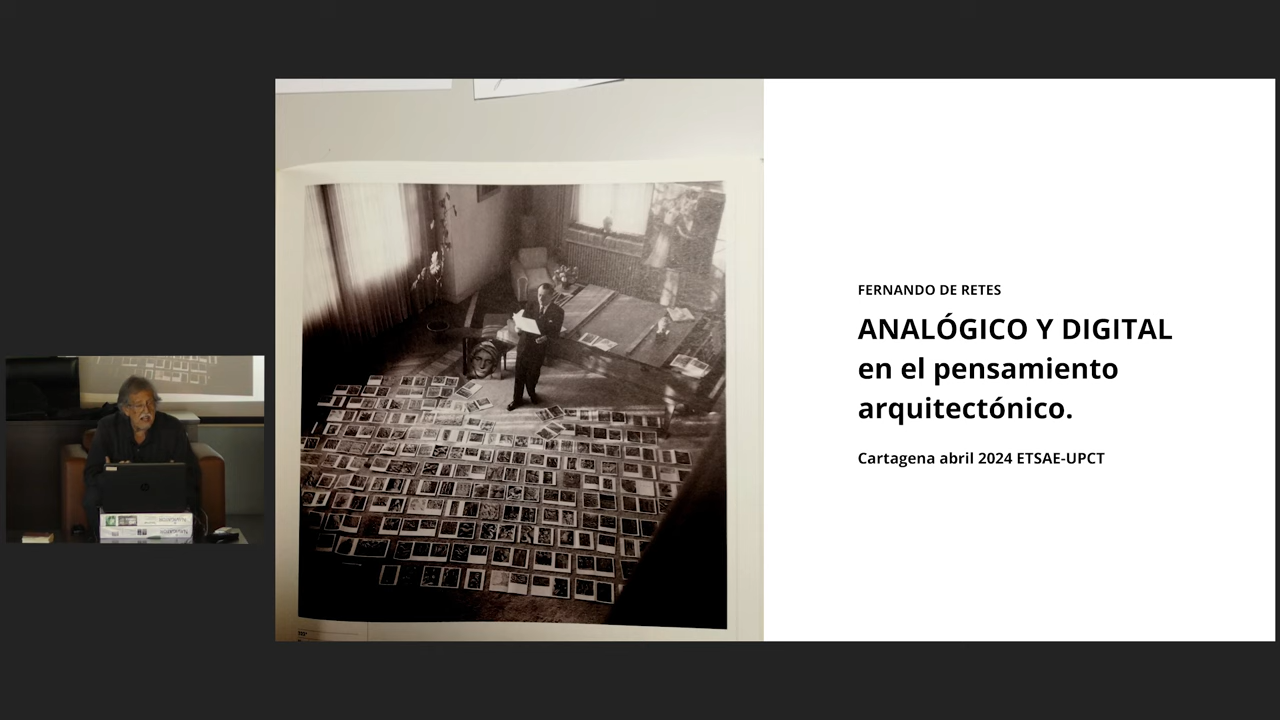 FERNANDO DE RETES
ANALÓGICO Y DIGITAL
en el pensamiento
arquitectónico.
Cartagena abril 2024 ETSAE-UPCT